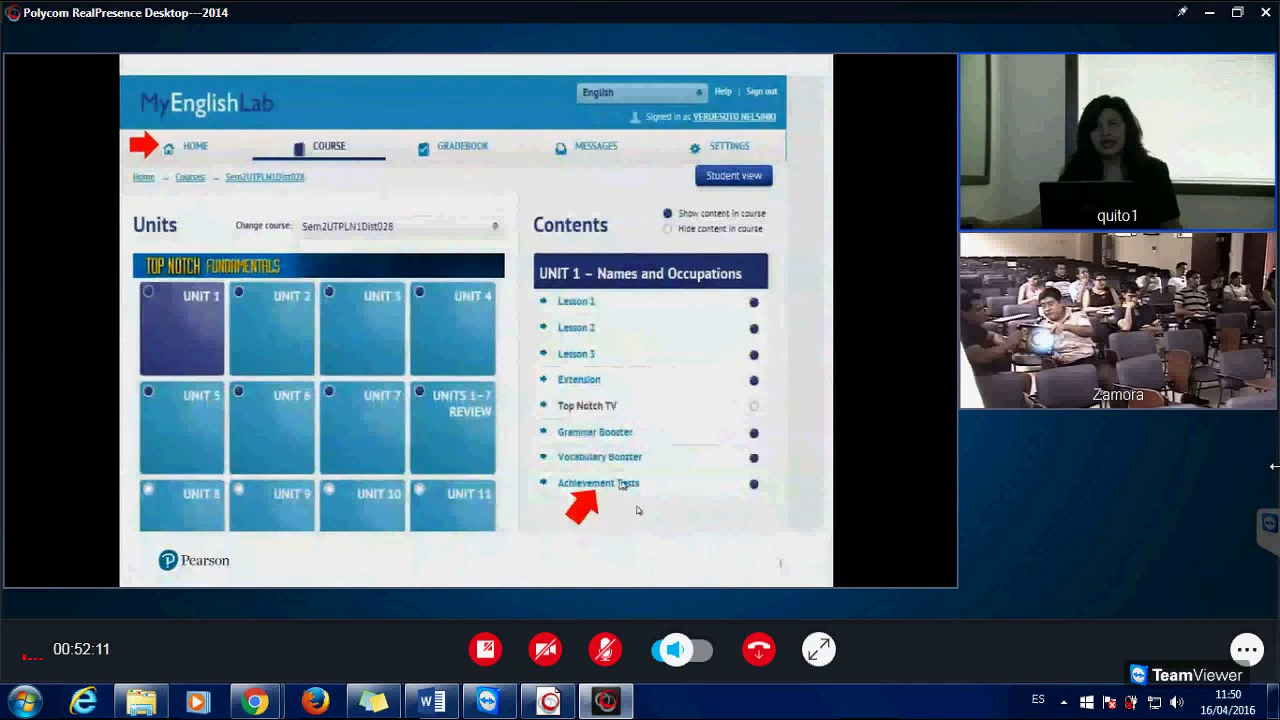 Polycom RealPresence Desktop---2014
MyEnglishLab
English
Help | Sign out
Signed in as VERDESOTO NELSINKI
HOME
COURSE
GRADEBOOK
MESSAGES
SETTINGS
Home
Courses
Sem2UTPLN1Dist028
Student view
Units
Change course: Sem2UTPLN1Dist028
TOP NOTCH FUNDAMENTALS
UNIT 1
UNIT 2
UNIT 3
UNIT 4
UNIT 5
UNIT 6
UNIT 7
UNITS 1-7
REVIEW
UNIT 8
UNIT 9
UNIT 10
UNIT 11
Contents
Show content in course
Hide content in course
UNIT 1 – Names and Occupations
Lesson 1
Lesson 2
Lesson 3
Extension
Top Notch TV
Grammar Booster
Vocabulary Booster
Achievement Tests
Pearson
quito1
Zamora
00:52:11
TeamViewer
ES
11:50
16/04/2016